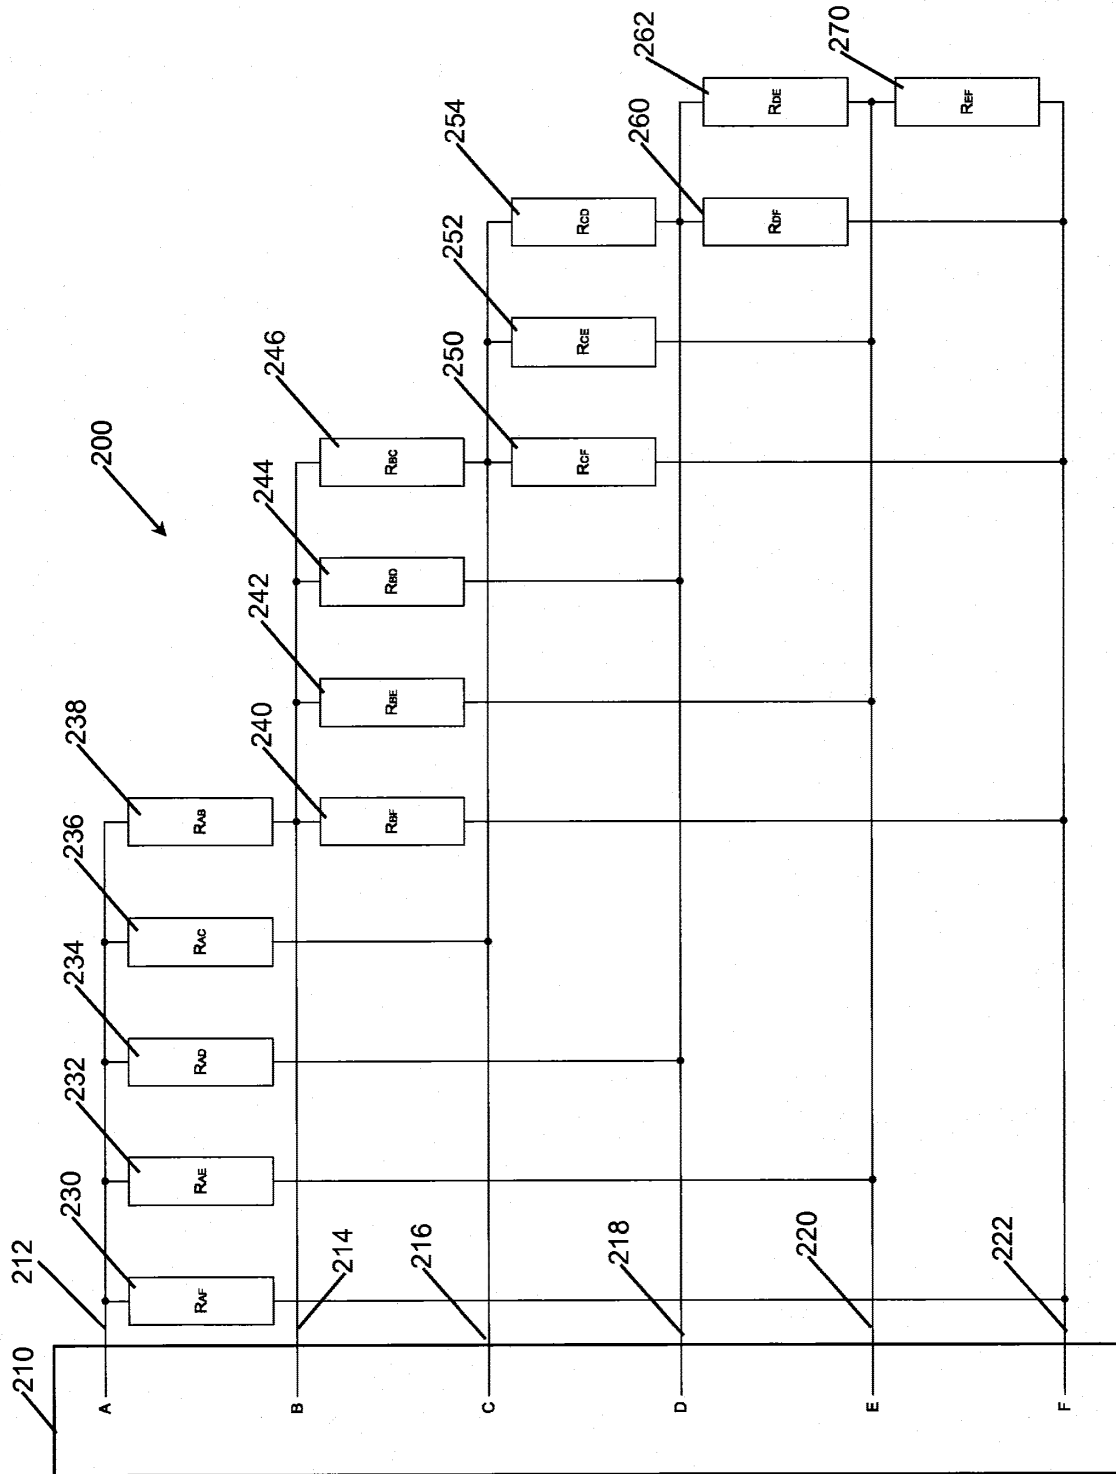 210
212
230
232
234
236
238
200
A
RAF
RAE
RAD
RAC
RAB
240
242
244
246
B
214
RBF
RBE
RBD
RBC
216
250
252
254
C
RCF
RCE
RCD
218
260
262
D
RDF
RDE
220
270
E
REF
222
F